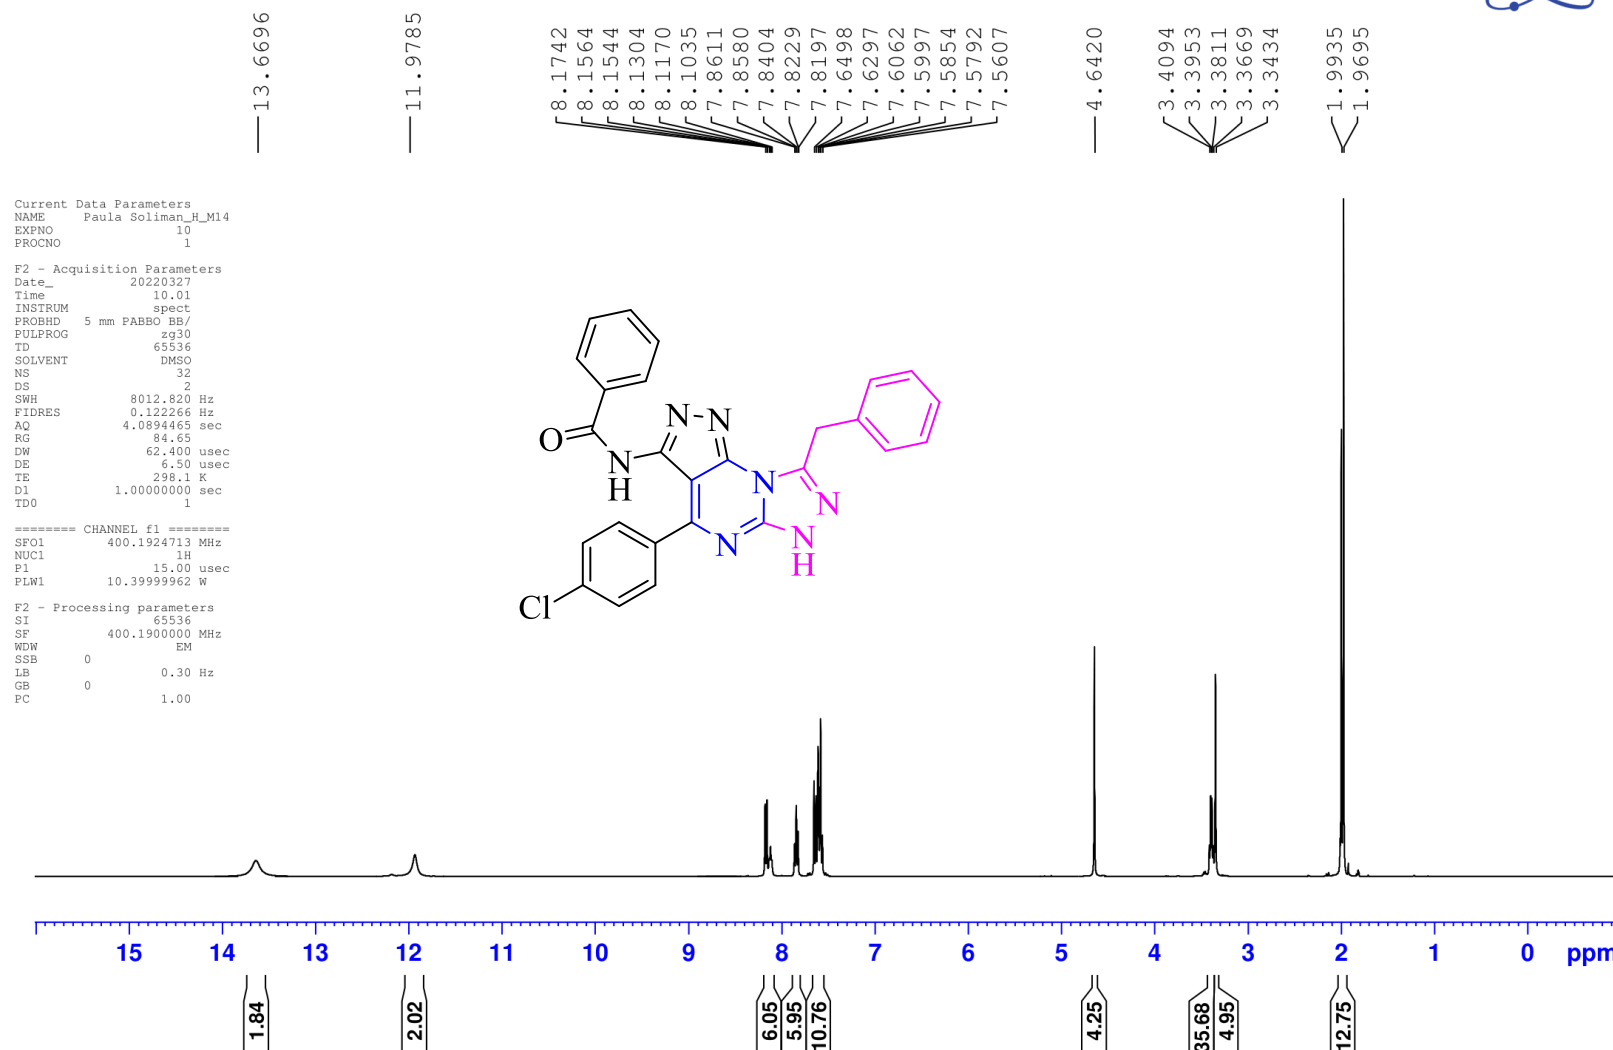 13.6696
11.9785
8.1742
8.1564
8.1544
8.1304
8.1170
8.1035
7.8611
7.8580
7.8404
7.8229
7.8197
7.6498
7.6297
7.6062
7.5997
7.5854
7.5792
7.5607
4.6420
3.4094
3.3953
3.3811
3.3669
3.3434
1.9935
1.9695
Current Data Parameters
NAME Paula Soliman_H_M14
EXPNO 10
PROCNO 1
F2 - Acquisition Parameters
Date_ 20220327
Time 10.01
INSTRUM spect
PROBHD 5 mm PABBO BB/
PULPROG zg30
TD 65536
SOLVENT DMSO
NS 32
DS 2
SWH 8012.820 Hz
FIDRES 0.122266 Hz
AQ 4.0894465 sec
RG 84.65
DW 62.400 usec
DE 6.50 usec
TE 298.1 K
D1 1.00000000 sec
TD0 1
======== CHANNEL f1 ========
SFO1 400.1924713 MHz
NUC1 1H
P1 15.00 usec
PLW1 10.39999962 W
F2 - Processing parameters
SI 65536
SF 400.1900000 MHz
WDW EM
SSB 0
LB 0.30 Hz
GB 0
PC 1.00
N-N
O
N
H
N
N
N
N
H
Cl
15 14 13 12 11 10 9 8 7 6 5 4 3 2 1 0 ppm
1.84
2.02
6.05
5.95
10.76
4.25
35.68
4.95
12.75